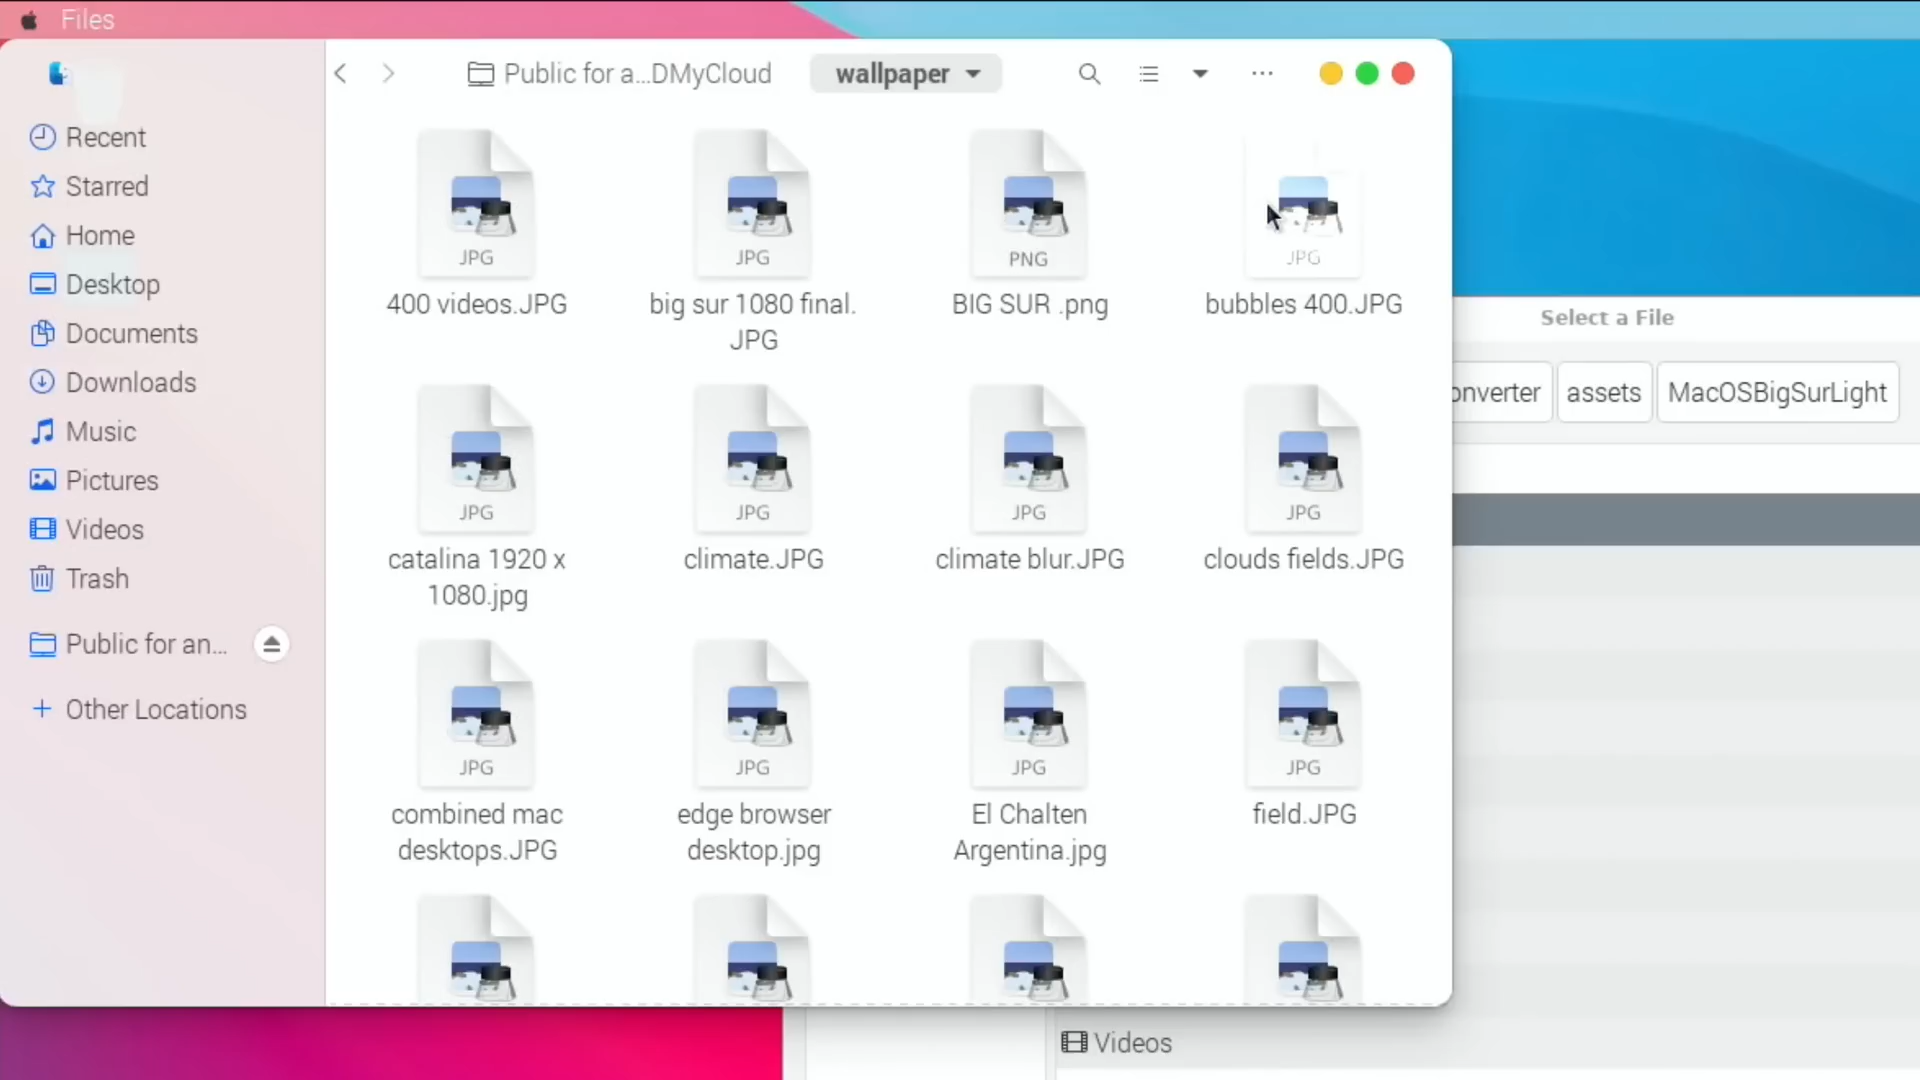 Files
Public for a...DMyCloud
wallpaper
Recent
Starred
Home
Desktop
Documents
Downloads
Music
Pictures
Videos
Trash
Public for an...
Other Locations
JPG
JPG
PNG
JPG
400 videos.JPG
big sur 1080 final.
JPG
BIG SUR .png
bubbles 400.JPG
JPG
JPG
JPG
JPG
catalina 1920 x
1080.jpg
climate.JPG
climate blur.JPG
clouds fields.JPG
JPG
JPG
JPG
JPG
combined mac
desktops.JPG
edge browser
desktop.jpg
El Chalten
Argentina.jpg
field.JPG
Select a File
onverter
assets
MacOSBigSurLight
Videos